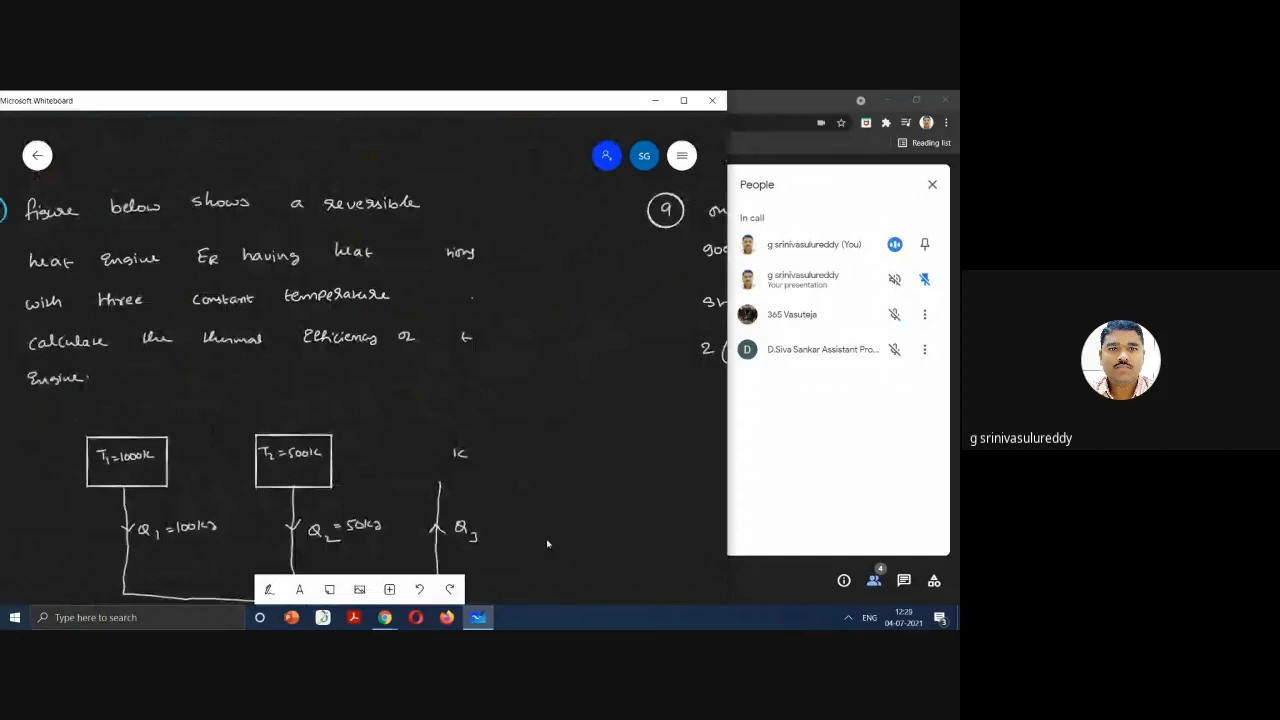 Microsoft Whiteboard
SG
Reading list
figure below shows a reversible
heat Engine ER having heat
with three constant temperature
calculate the thermal Efficiency of t
Engine.
9
T1=1000K
T2=500K
K
Q1=100KJ
Q2=50KJ
Q3
People
In call
g srinivasulureddy (You)
g srinivasulureddy
Your presentation
365 Vasuteja
D
D.Siva Sankar Assistant Pro...
4
g srinivasulureddy
A
Type here to search
ENG
12:29
04-07-2021
3